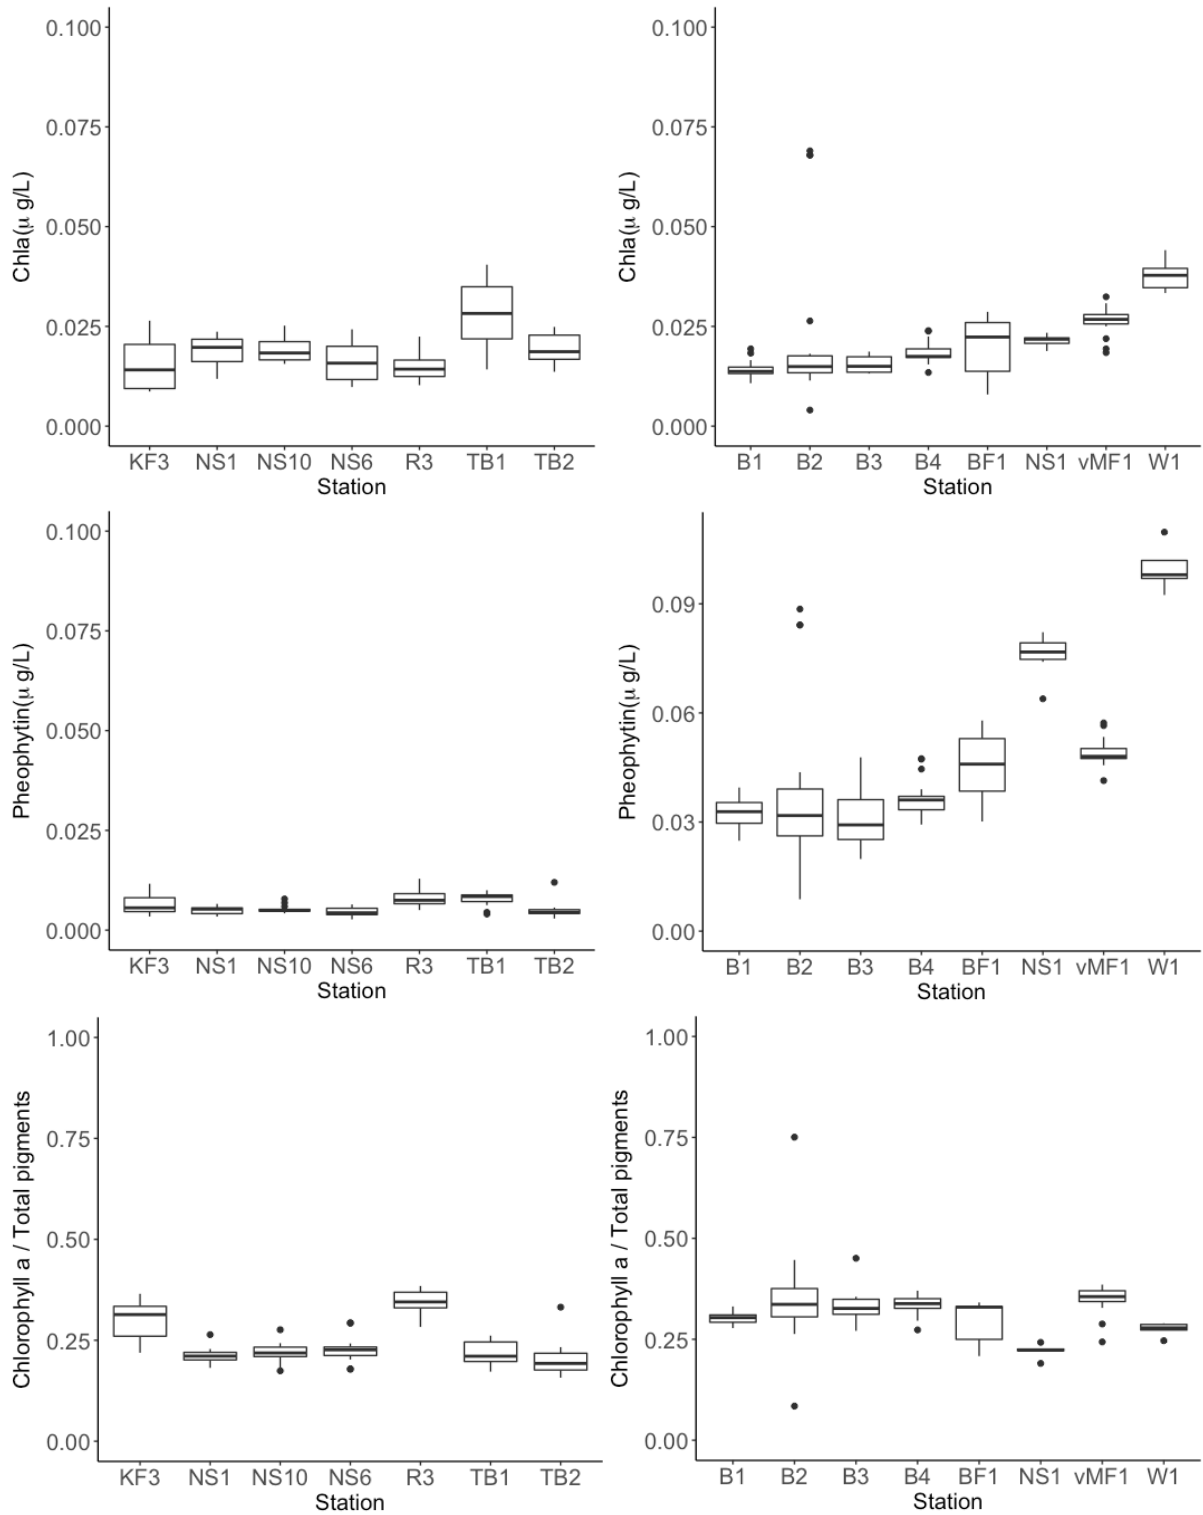 0.100
0.075
0.050
0.025
0.000
Chla(μ g/L)
KF3 NS1 NS10 NS6 R3 TB1 TB2
Station
0.100
0.075
0.050
0.025
0.000
Chla(μ g/L)
B1 B2 B3 B4 BF1 NS1 vMF1 W1
Station
0.100
0.075
0.050
0.025
0.000
Pheophytin(μ g/L)
KF3 NS1 NS10 NS6 R3 TB1 TB2
Station
0.09
0.06
0.03
0.00
Pheophytin(μ g/L)
B1 B2 B3 B4 BF1 NS1 vMF1 W1
Station
1.00
0.75
0.50
0.25
0.00
Chlorophyll a / Total pigments
KF3 NS1 NS10 NS6 R3 TB1 TB2
Station
1.00
0.75
0.50
0.25
0.00
Chlorophyll a / Total pigments
B1 B2 B3 B4 BF1 NS1 vMF1 W1
Station